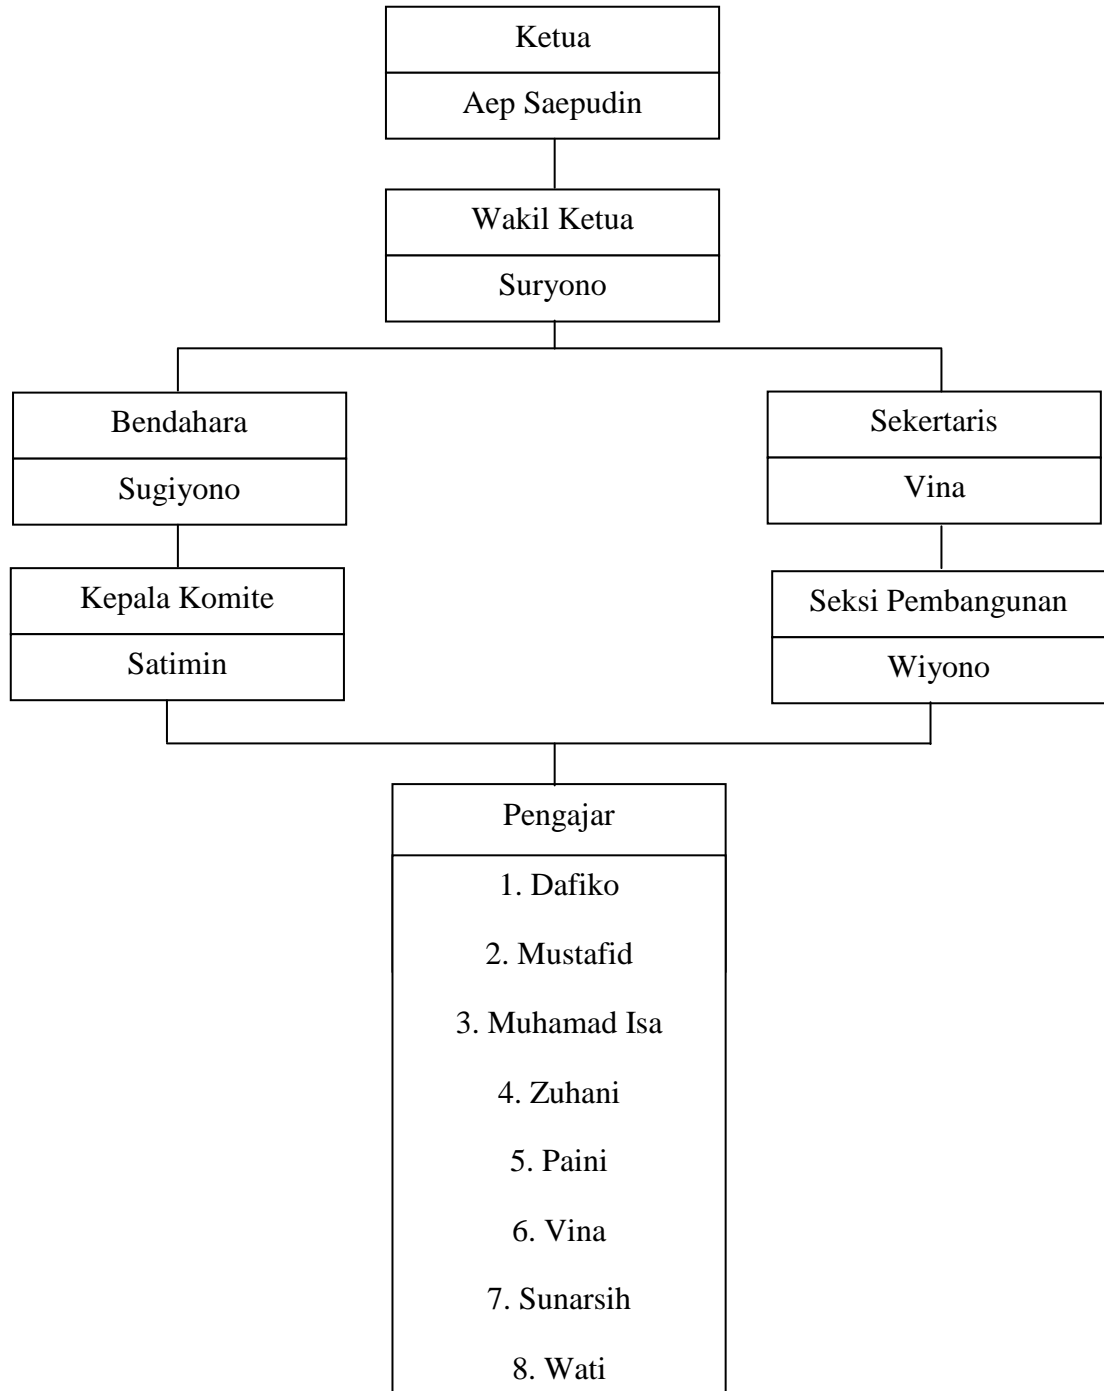 Ketua
Aep Saepudin
Wakil Ketua
Suryono
Bendahara
Sugiyono
Sekertaris
Vina
Kepala Komite
Satimin
Seksi Pembangunan
Wiyono
Pengajar
1. Dafiko
2. Mustafid
3. Muhamad Isa
4. Zuhani
5. Paini
6. Vina
7. Sunarsih
8. Wati